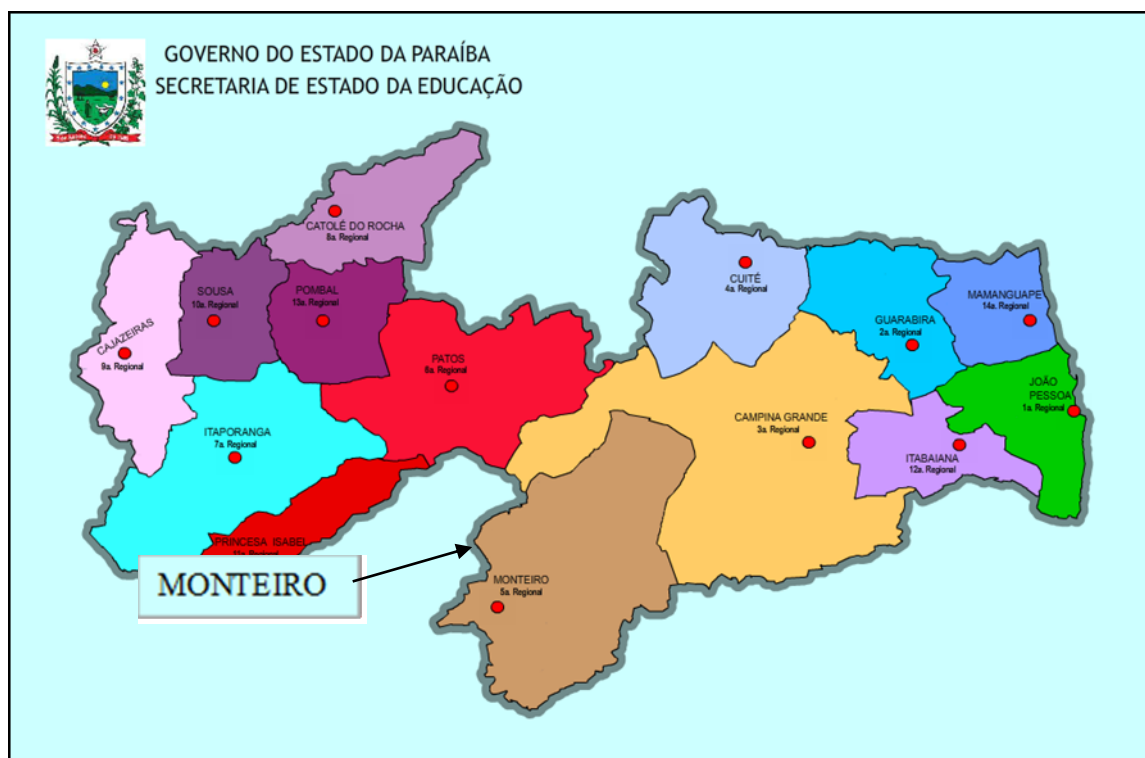 GOVERNO DO ESTADO DA PARAÍBA
SECRETARIA DE ESTADO DA EDUCAÇÃO
CATOLÉ DO ROCHA
8a. Regional
SOUSA
10a. Regional
POMBAL
13a. Regional
CUITÉ
4a. Regional
MAMANGUAPE
14a. Regional
GUARABIRA
2a. Regional
CAJAZEIRAS
9a. Regional
PATOS
6a. Regional
JOÃO
PESSOA
1a. Regional
CAMPINA GRANDE
3a. Regional
ITAPORANGA
7a. Regional
ITABAIANA
12a. Regional
PRINCESA ISABEL
MONTEIRO
MONTEIRO
5a. Regional